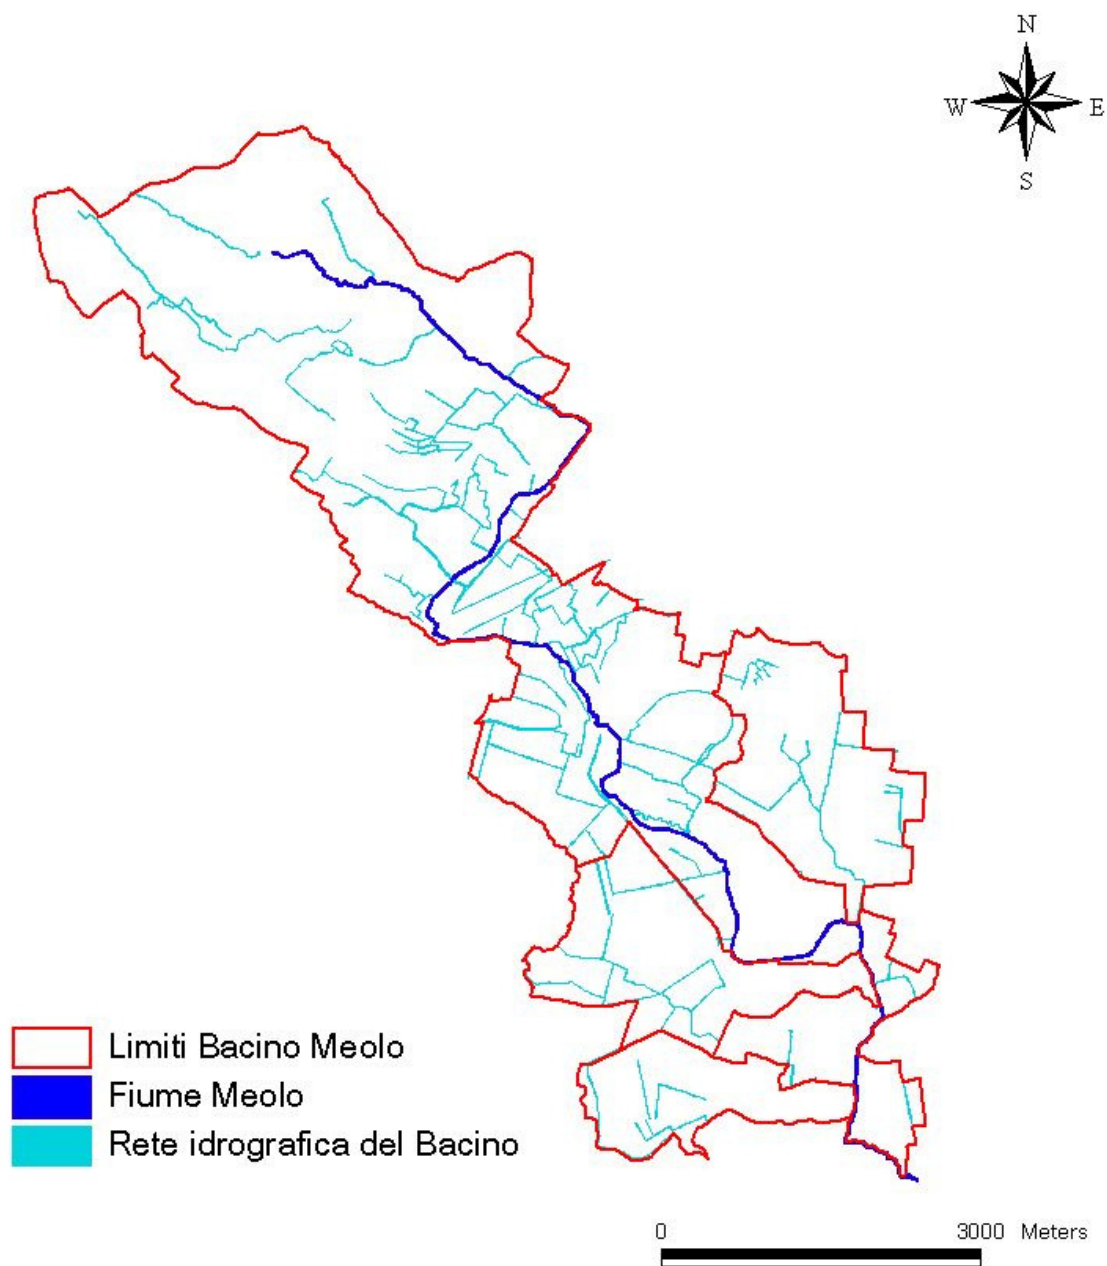 N
W E
S
Limiti Bacino Meolo
Fiume Meolo
Rete idrografica del Bacino
0 3000 Meters